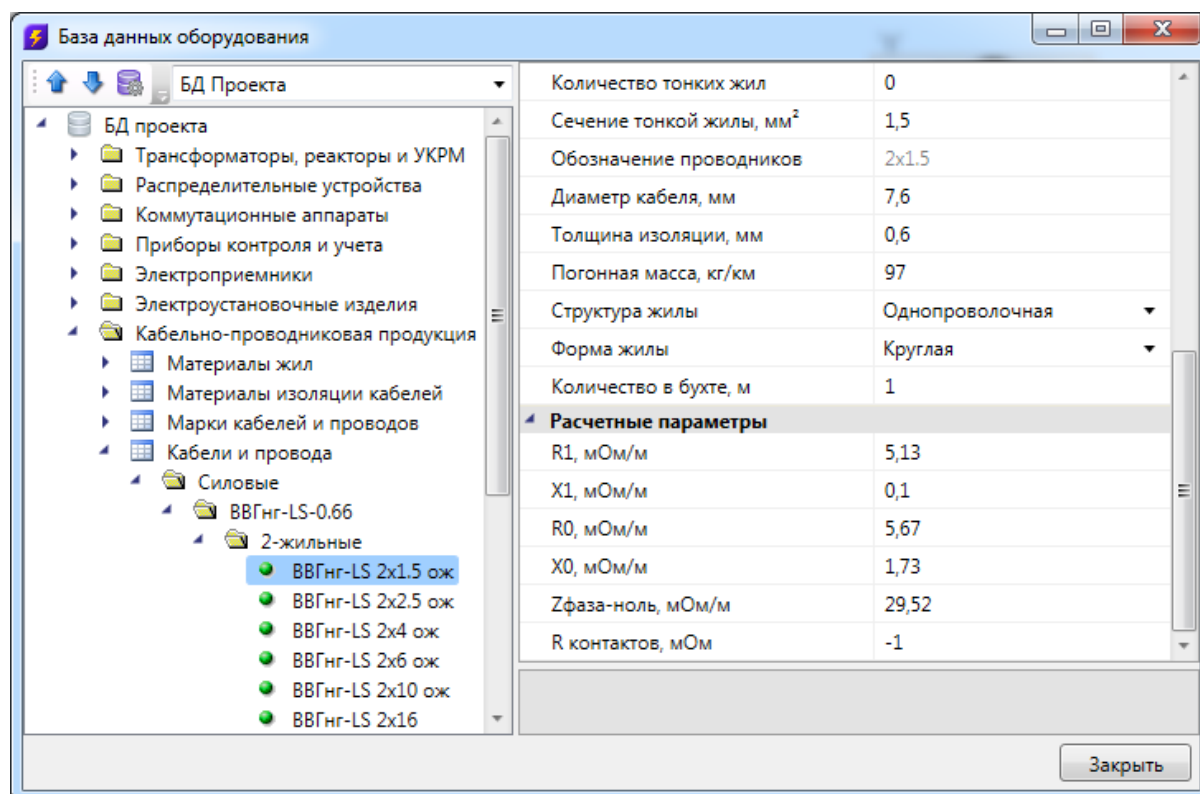 База данных оборудования
БД Проекта
БД проекта
Трансформаторы, реакторы и УКРМ
Распределительные устройства
Коммутационные аппараты
Приборы контроля и учета
Электроприемники
Электроустановочные изделия
Кабельно-проводниковая продукция
Материалы жил
Материалы изоляции кабелей
Марки кабелей и проводов
Кабели и провода
Силовые
ВВГнг-LS-0.66
2-жильные
ВВГнг-LS 2x1.5 ож
ВВГнг-LS 2x2.5 ож
ВВГнг-LS 2x4 ож
ВВГнг-LS 2x6 ож
ВВГнг-LS 2x10 ож
ВВГнг-LS 2x16
Количество тонких жил 0
Сечение тонкой жилы, мм² 1,5
Обозначение проводников 2x1.5
Диаметр кабеля, мм 7,6
Толщина изоляции, мм 0,6
Погонная масса, кг/км 97
Структура жилы Однопроволочная
Форма жилы Круглая
Количество в бухте, м 1
Расчетные параметры
R1, мОм/м 5,13
X1, мОм/м 0,1
R0, мОм/м 5,67
X0, мОм/м 1,73
Zфаза-ноль, мОм/м 29,52
R контактов, мОм -1
Закрыть